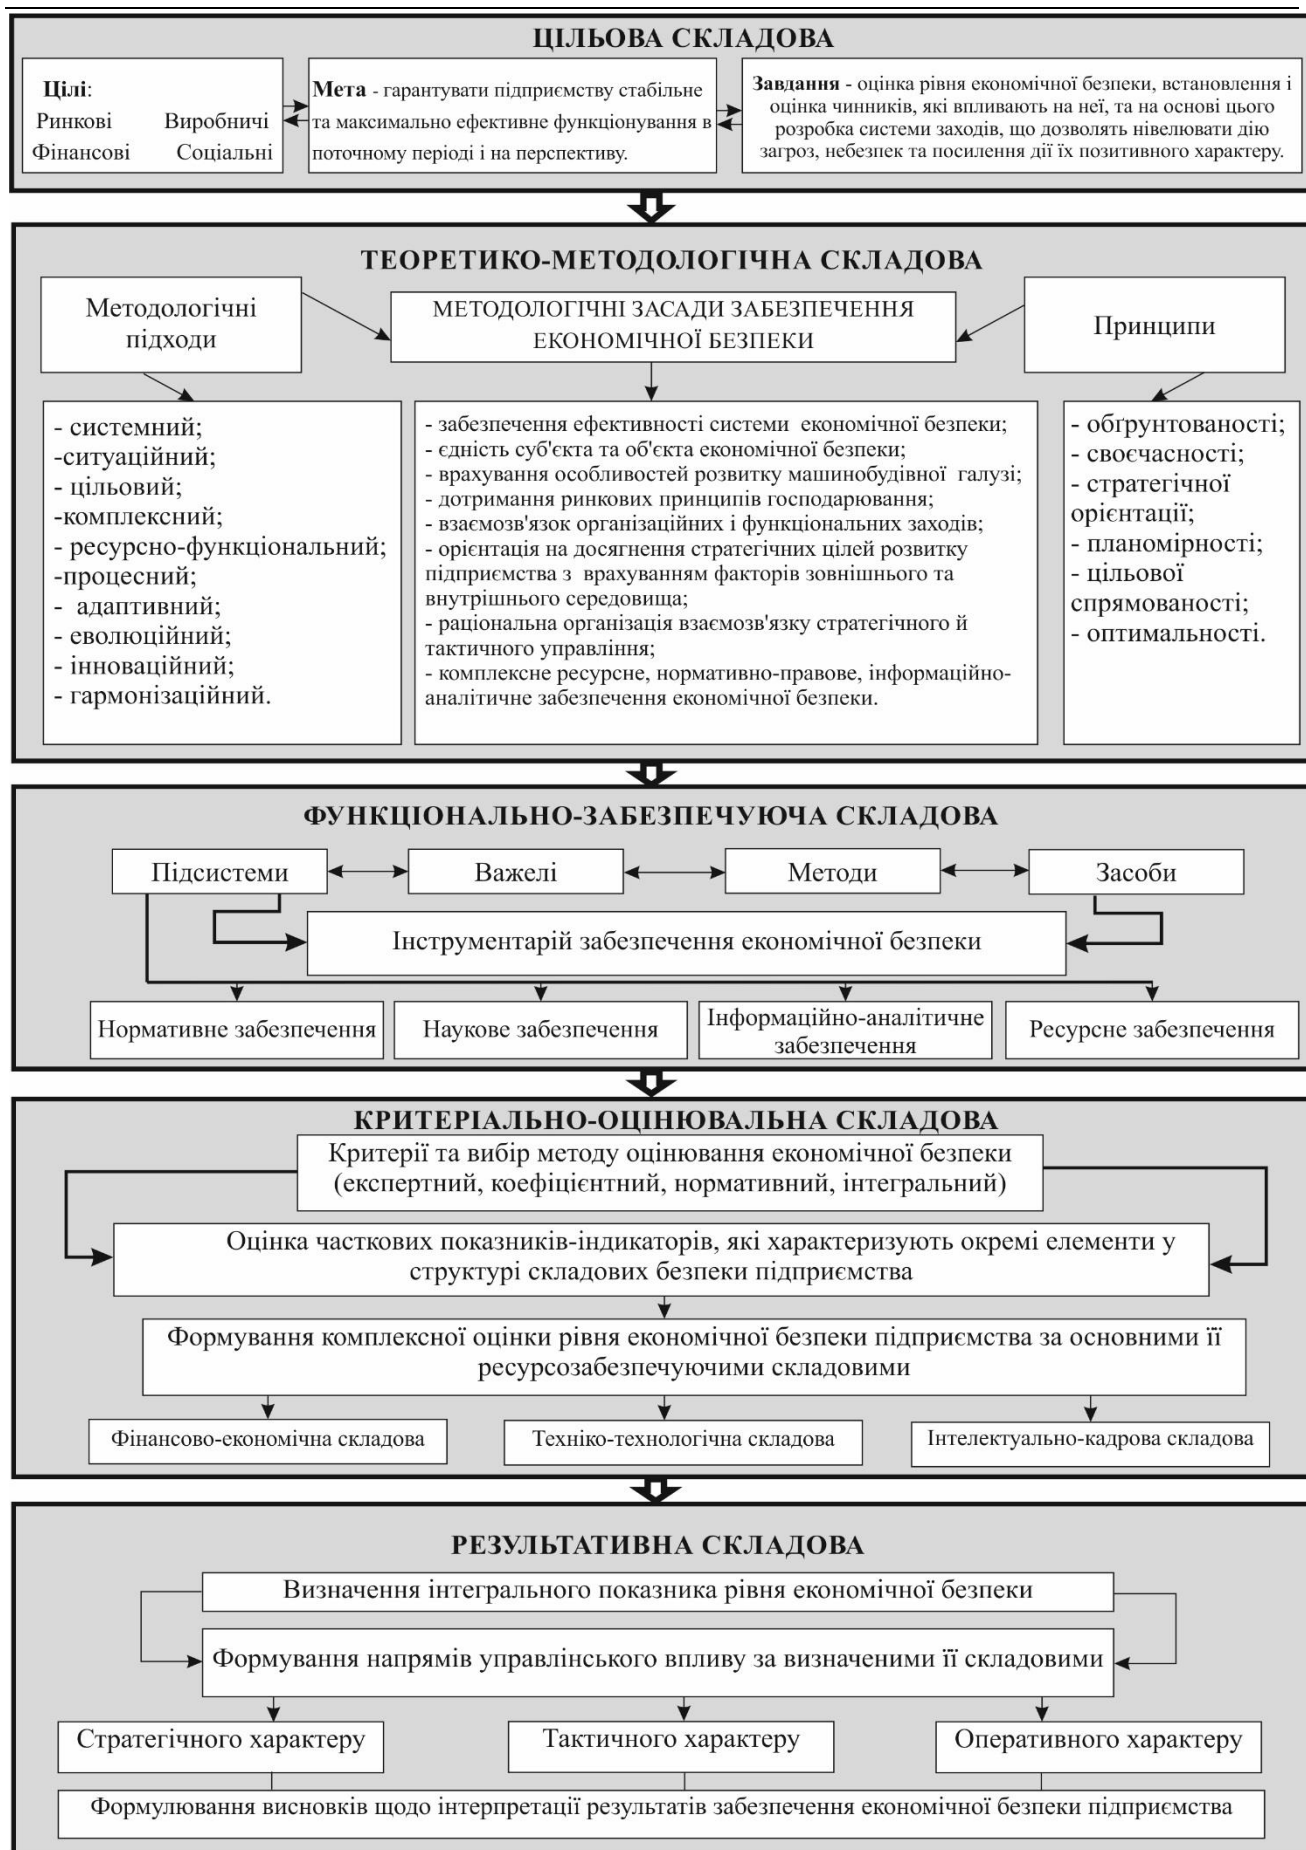 ЦІЛЬОВА СКЛАДОВА
Цілі:
Ринкові Виробничі
Фінансові Соціальні
Мета - гарантувати підприємству стабільне
та максимально ефективне функціонування в
поточному періоді і на перспективу.
Завдання - оцінка рівня економічної безпеки, встановлення і
оцінка чинників, які впливають на неї, та на основі цього
розробка системи заходів, що дозволять нівелювати дію
загроз, небезпек та посилення дії їх позитивного характеру.
ТЕОРЕТИКО-МЕТОДОЛОГІЧНА СКЛАДОВА
Методологічні
підходи
МЕТОДОЛОГІЧНІ ЗАСАДИ ЗАБЕЗПЕЧЕННЯ
ЕКОНОМІЧНОЇ БЕЗПЕКИ
Принципи
- системний;
-ситуаційний;
- цільовий;
-комплексний;
- ресурсно-функціональний;
-процесний;
- адаптивний;
- еволюційний;
- інноваційний;
- гармонізаційний.
- забезпечення ефективності системи економічної безпеки;
- єдність суб'єкта та об'єкта економічної безпеки;
- врахування особливостей розвитку машинобудівної галузі;
- дотримання ринкових принципів господарювання;
- взаємозв'язок організаційних і функціональних заходів;
- орієнтація на досягнення стратегічних цілей розвитку
підприємства з врахуванням факторів зовнішнього та
внутрішнього середовища;
- раціональна організація взаємозв'язку стратегічного й
тактичного управління;
- комплексне ресурсне, нормативно-правове, інформаційно-
аналітичне забезпечення економічної безпеки.
- обґрунтованості;
- своєчасності;
- стратегічної
орієнтації;
- планомірності;
- цільової
спрямованості;
- оптимальності.
ФУНКЦІОНАЛЬНО-ЗАБЕЗПЕЧУЮЧА СКЛАДОВА
Підсистеми
Важелі
Методи
Засоби
Інструментарій забезпечення економічної безпеки
Нормативне забезпечення
Наукове забезпечення
Інформаційно-аналітичне
забезпечення
Ресурсне забезпечення
КРИТЕРІАЛЬНО-ОЦІНЮВАЛЬНА СКЛАДОВА
Критерії та вибір методу оцінювання економічної безпеки
(експертний, коефіцієнтний, нормативний, інтегральний)
Оцінка часткових показників-індикаторів, які характеризують окремі елементи у
структурі складових безпеки підприємства
Формування комплексної оцінки рівня економічної безпеки підприємства за основними її
ресурсозабезпечуючими складовими
Фінансово-економічна складова
Техніко-технологічна складова
Інтелектуально-кадрова складова
РЕЗУЛЬТАТИВНА СКЛАДОВА
Визначення інтегрального показника рівня економічної безпеки
Формування напрямів управлінського впливу за визначеними її складовими
Стратегічного характеру
Тактичного характеру
Оперативного характеру
Формулювання висновків щодо інтерпретації результатів забезпечення економічної безпеки підприємства